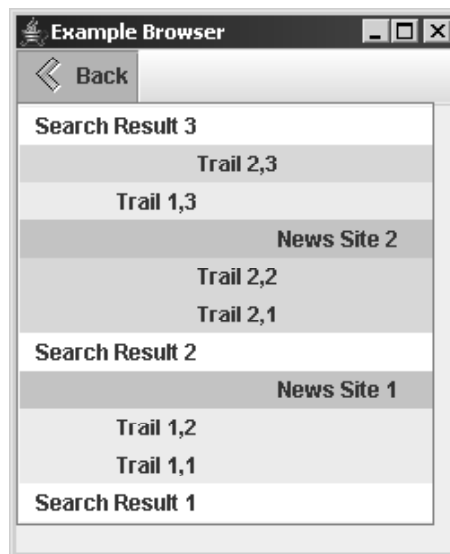 Example Browser
Back
Search Result 3
Trail 2,3
Trail 1,3
News Site 2
Trail 2,2
Trail 2,1
Search Result 2
News Site 1
Trail 1,2
Trail 1,1
Search Result 1